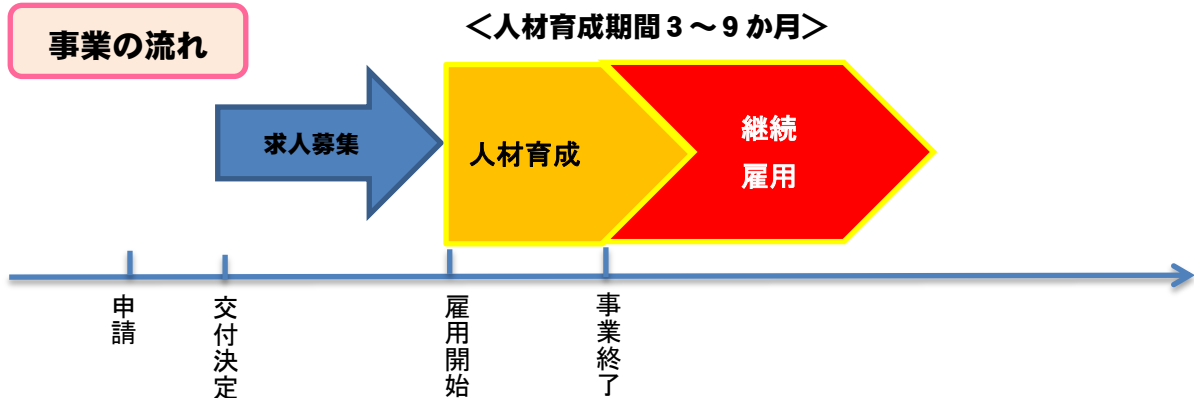 事業の流れ
＜人材育成期間３～９か月＞
求人募集
人材育成
継続
雇用
申請
交付決定
雇用開始
事業終了